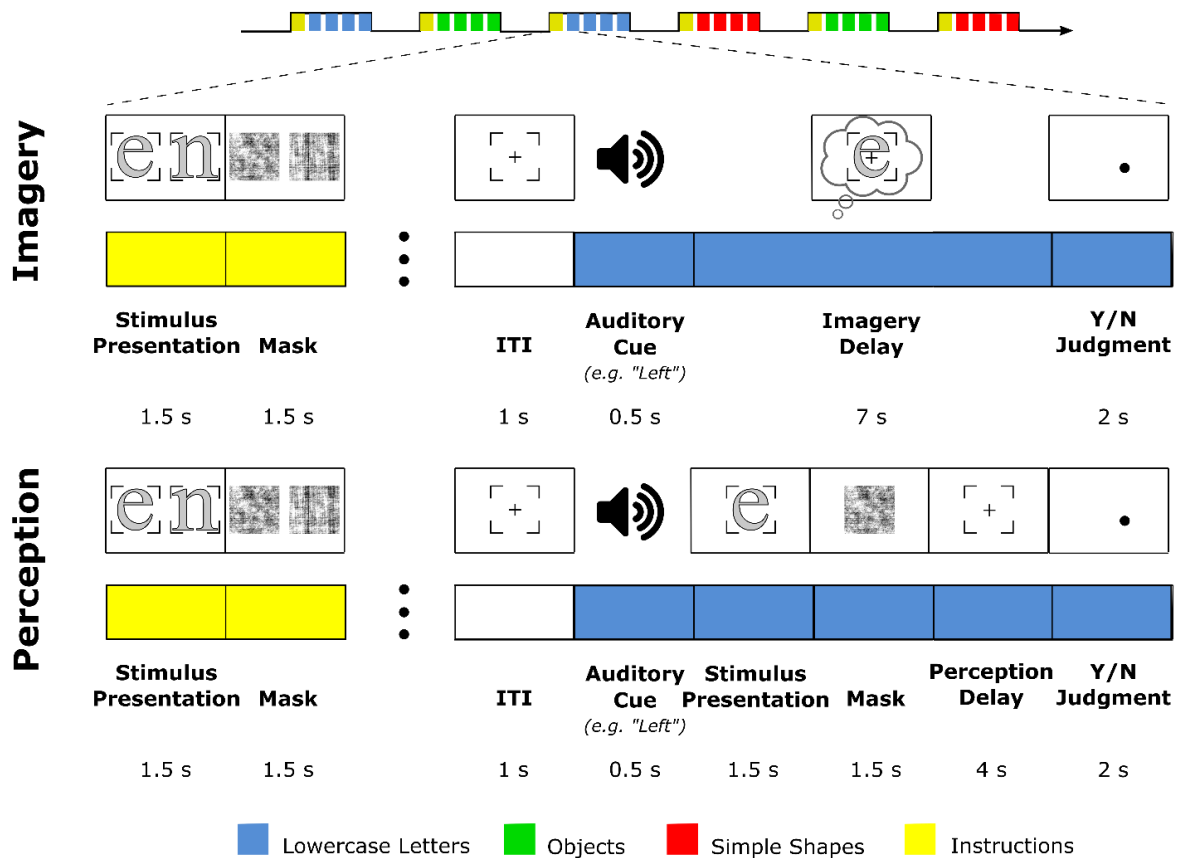 Imagery
en
e
Stimulus Presentation
Mask
ITI
Auditory Cue
(e.g. "Left")
Imagery Delay
Y/N Judgment
1.5 s
1.5 s
1 s
0.5 s
7 s
2 s
Perception
en
e
Stimulus Presentation
Mask
ITI
Auditory Cue
(e.g. "Left")
Stimulus Presentation
Mask
Perception Delay
Y/N Judgment
1.5 s
1.5 s
1 s
0.5 s
1.5 s
1.5 s
4 s
2 s
Lowercase Letters
Objects
Simple Shapes
Instructions